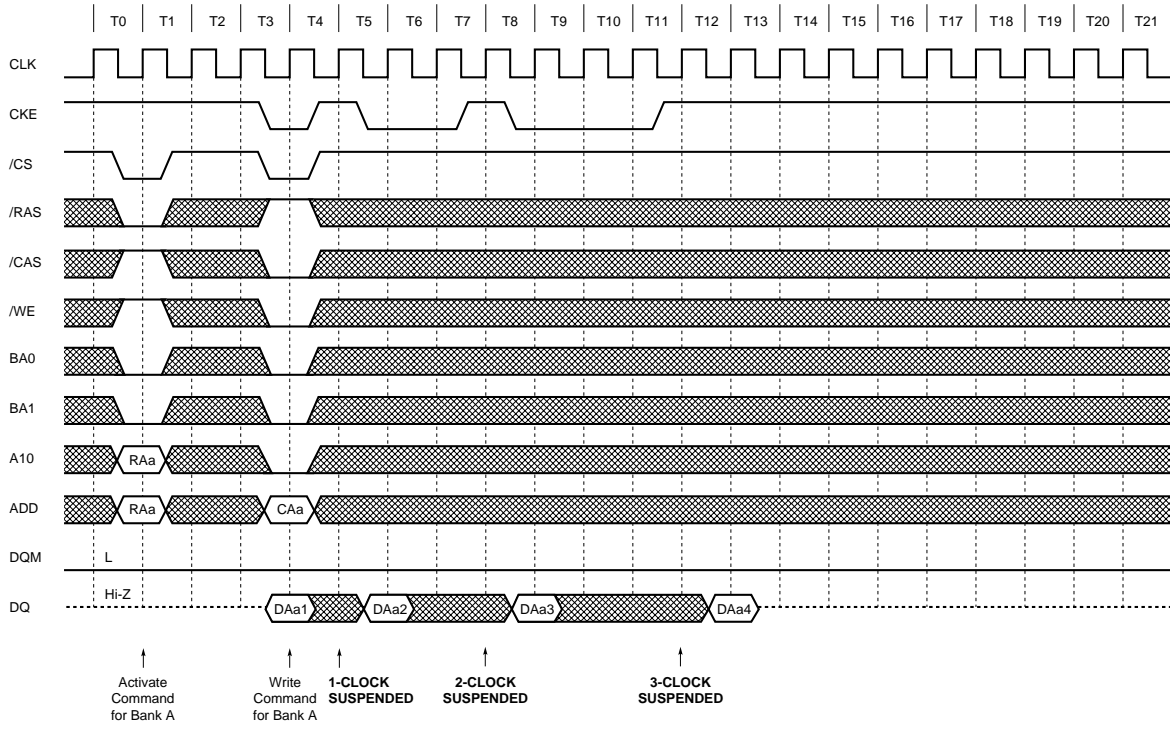 T0 T1 T2 T3 T4 T5 T6 T7 T8 T9 T10 T11 T12 T13 T14 T15 T16 T17 T18 T19 T20 T21
CLK
CKE
/CS
/RAS
/CAS
/WE
BA0
BA1
A10 RAa
ADD RAa CAa
DQM L
DQ Hi-Z DAa1 DAa2 DAa3 DAa4
Activate
Command
for Bank A
Write
Command
for Bank A
1-CLOCK
SUSPENDED
2-CLOCK
SUSPENDED
3-CLOCK
SUSPENDED